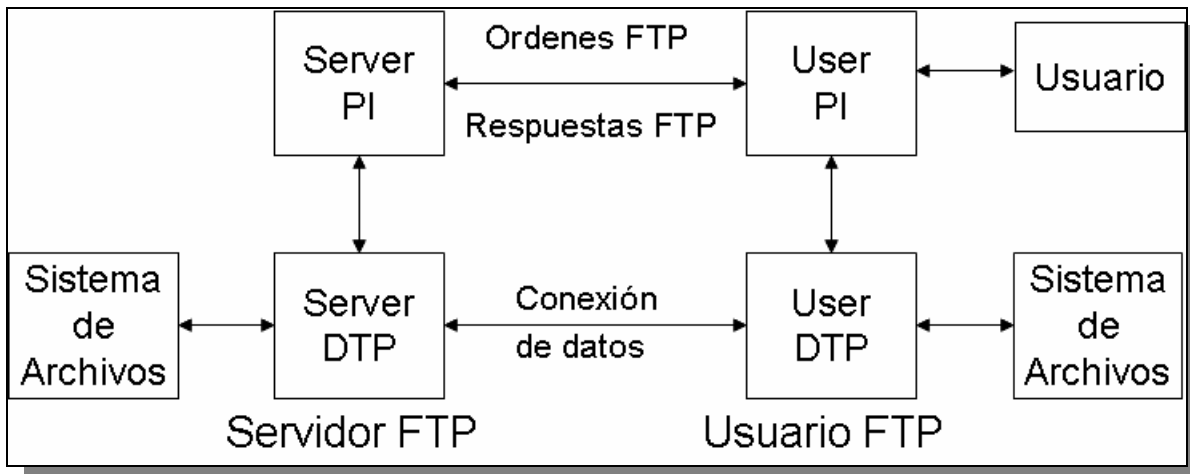 Server
PI
Ordenes FTP
Respuestas FTP
User
PI
Usuario
Sistema
de
Archivos
Server
DTP
Conexión
de datos
User
DTP
Sistema
de
Archivos
Servidor FTP
Usuario FTP